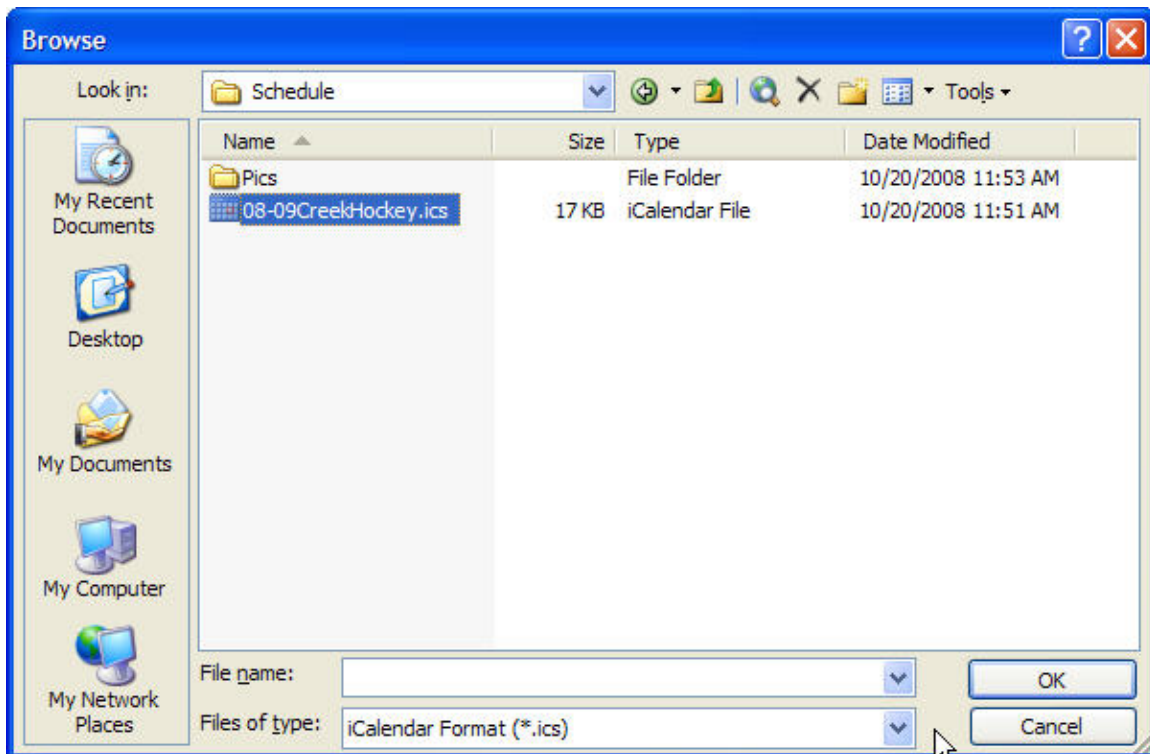 Browse
Look in: Schedule Tools
Name Size Type Date Modified
Pics File Folder 10/20/2008 11:53 AM
08-09CreekHockey.ics 17 KB iCalendar File 10/20/2008 11:51 AM
My Recent
Documents
Desktop
My Documents
My Computer
My Network
Places
File name: OK
Files of type: iCalendar Format (*.ics) Cancel